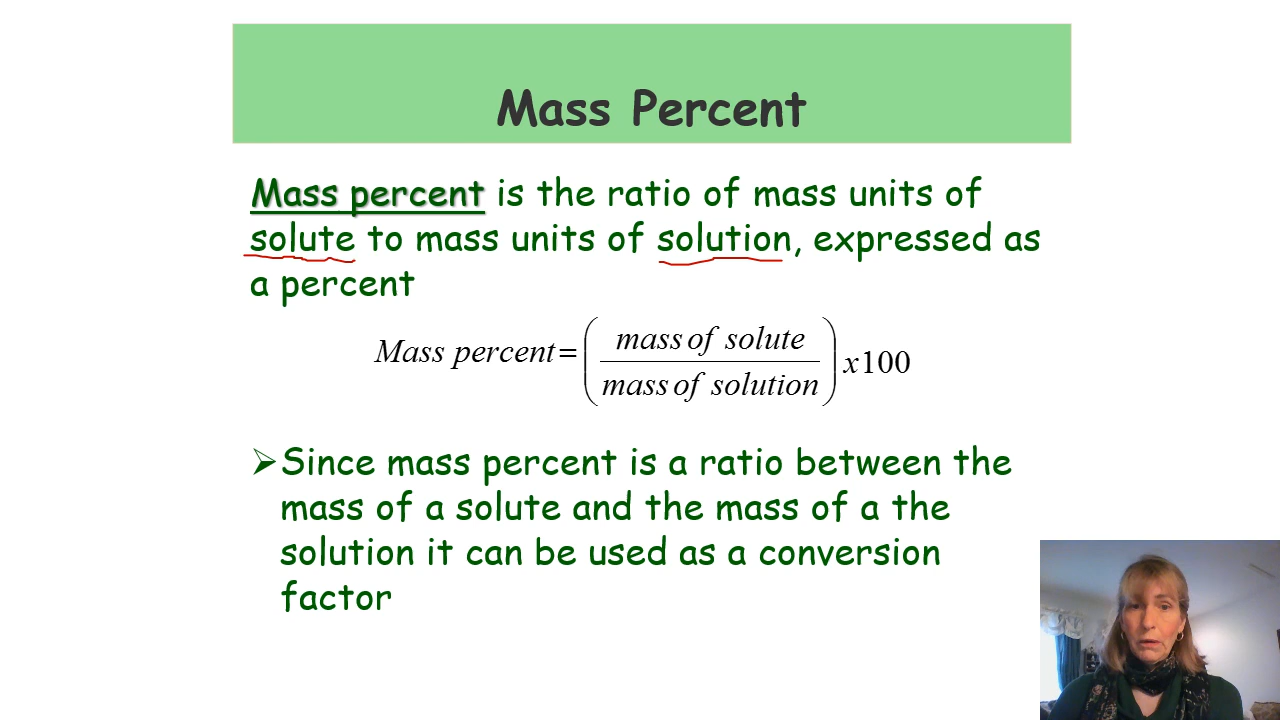 Mass Percent
Mass percent is the ratio of mass units of
solute to mass units of solution, expressed as
a percent
Mass percent = ( mass of solute / mass of solution ) x100
➢Since mass percent is a ratio between the
mass of a solute and the mass of a the
solution it can be used as a conversion
factor